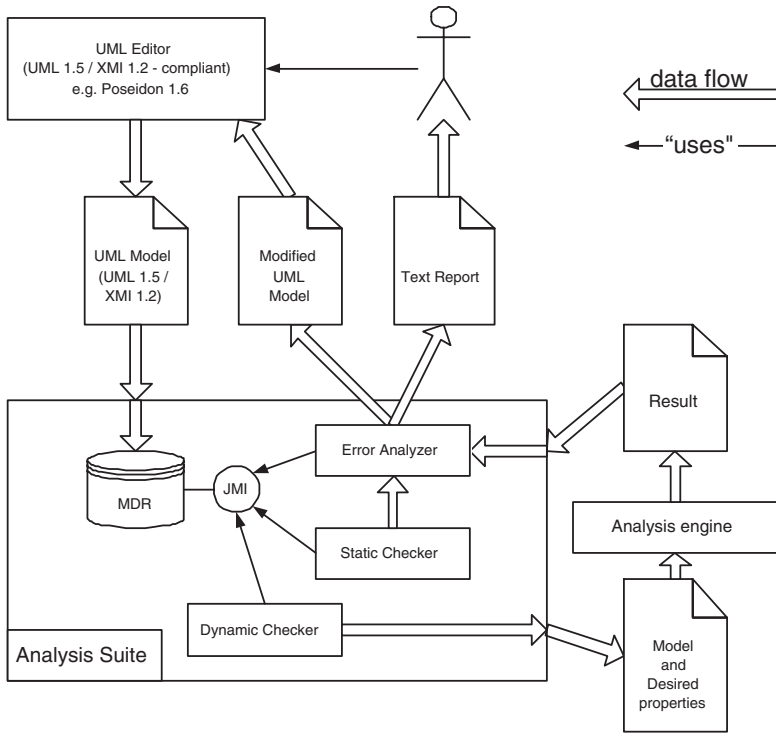 UML Editor
(UML 1.5 / XMI 1.2 - compliant)
e.g. Poseidon 1.6
data flow
“uses"
UML Model
(UML 1.5 /
XMI 1.2)
Modified
UML
Model
Text Report
Result
Error Analyzer
MDR
JMI
Static Checker
Analysis engine
Dynamic Checker
Analysis Suite
Model
and
Desired
properties